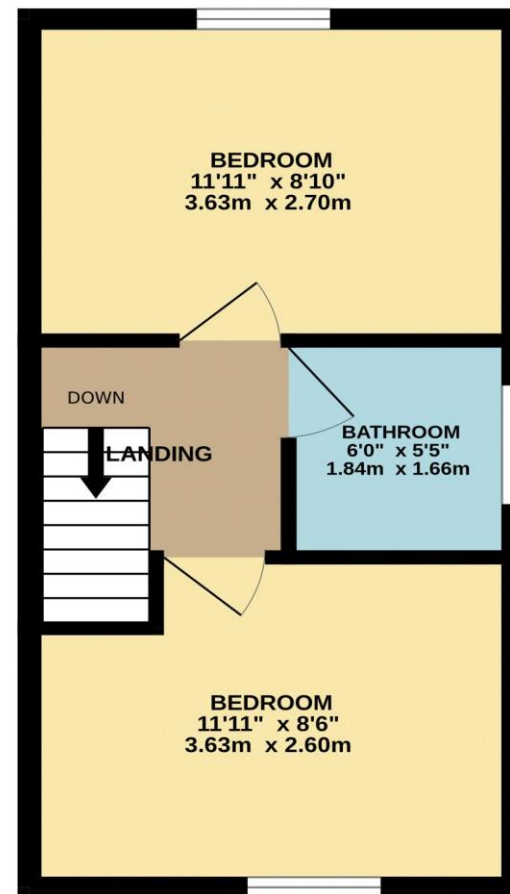 BEDROOM
11'11" x 8'10"
3.63m x 2.70m
DOWN
LANDING
BATHROOM
6'0" x 5'5"
1.84m x 1.66m
BEDROOM
11'11" x 8'6"
3.63m x 2.60m